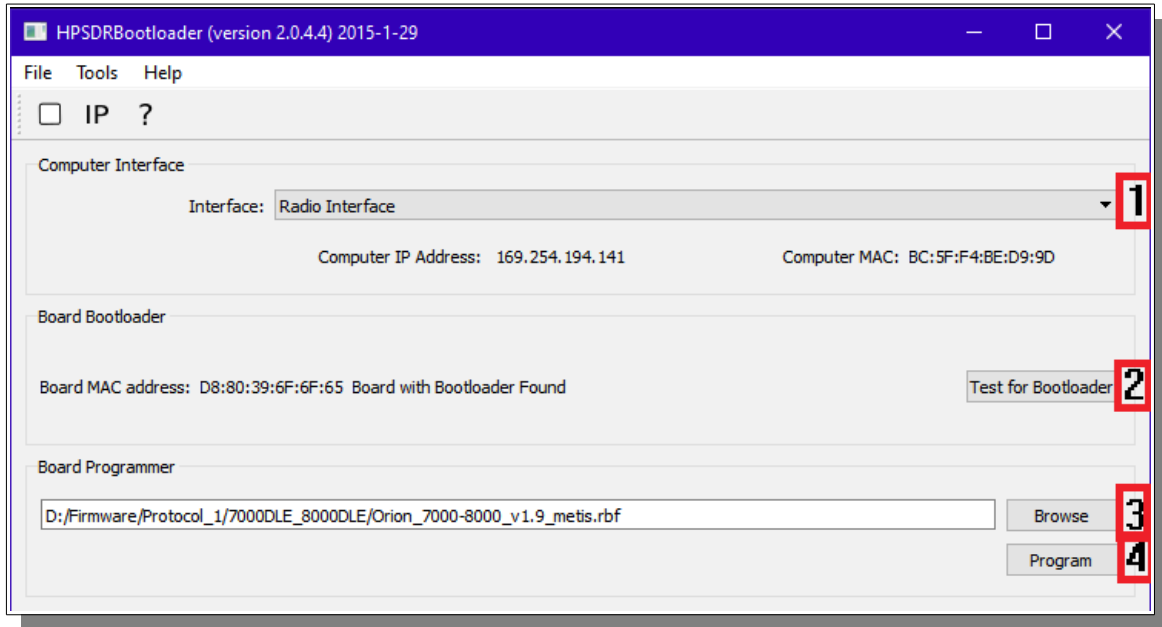 HPSDRBootloader (version 2.0.4.4) 2015-1-29
File Tools Help
IP ?
Computer Interface
Interface: Radio Interface 1
Computer IP Address: 169.254.194.141 Computer MAC: BC:5F:F4:BE:D9:9D
Board Bootloader
Board MAC address: D8:80:39:6F:6F:65 Board with Bootloader Found Test for Bootloader 2
Board Programmer
D:/Firmware/Protocol_1/7000DLE_8000DLE/Orion_7000-8000_v1.9_metis.rbf Browse 3
Program 4